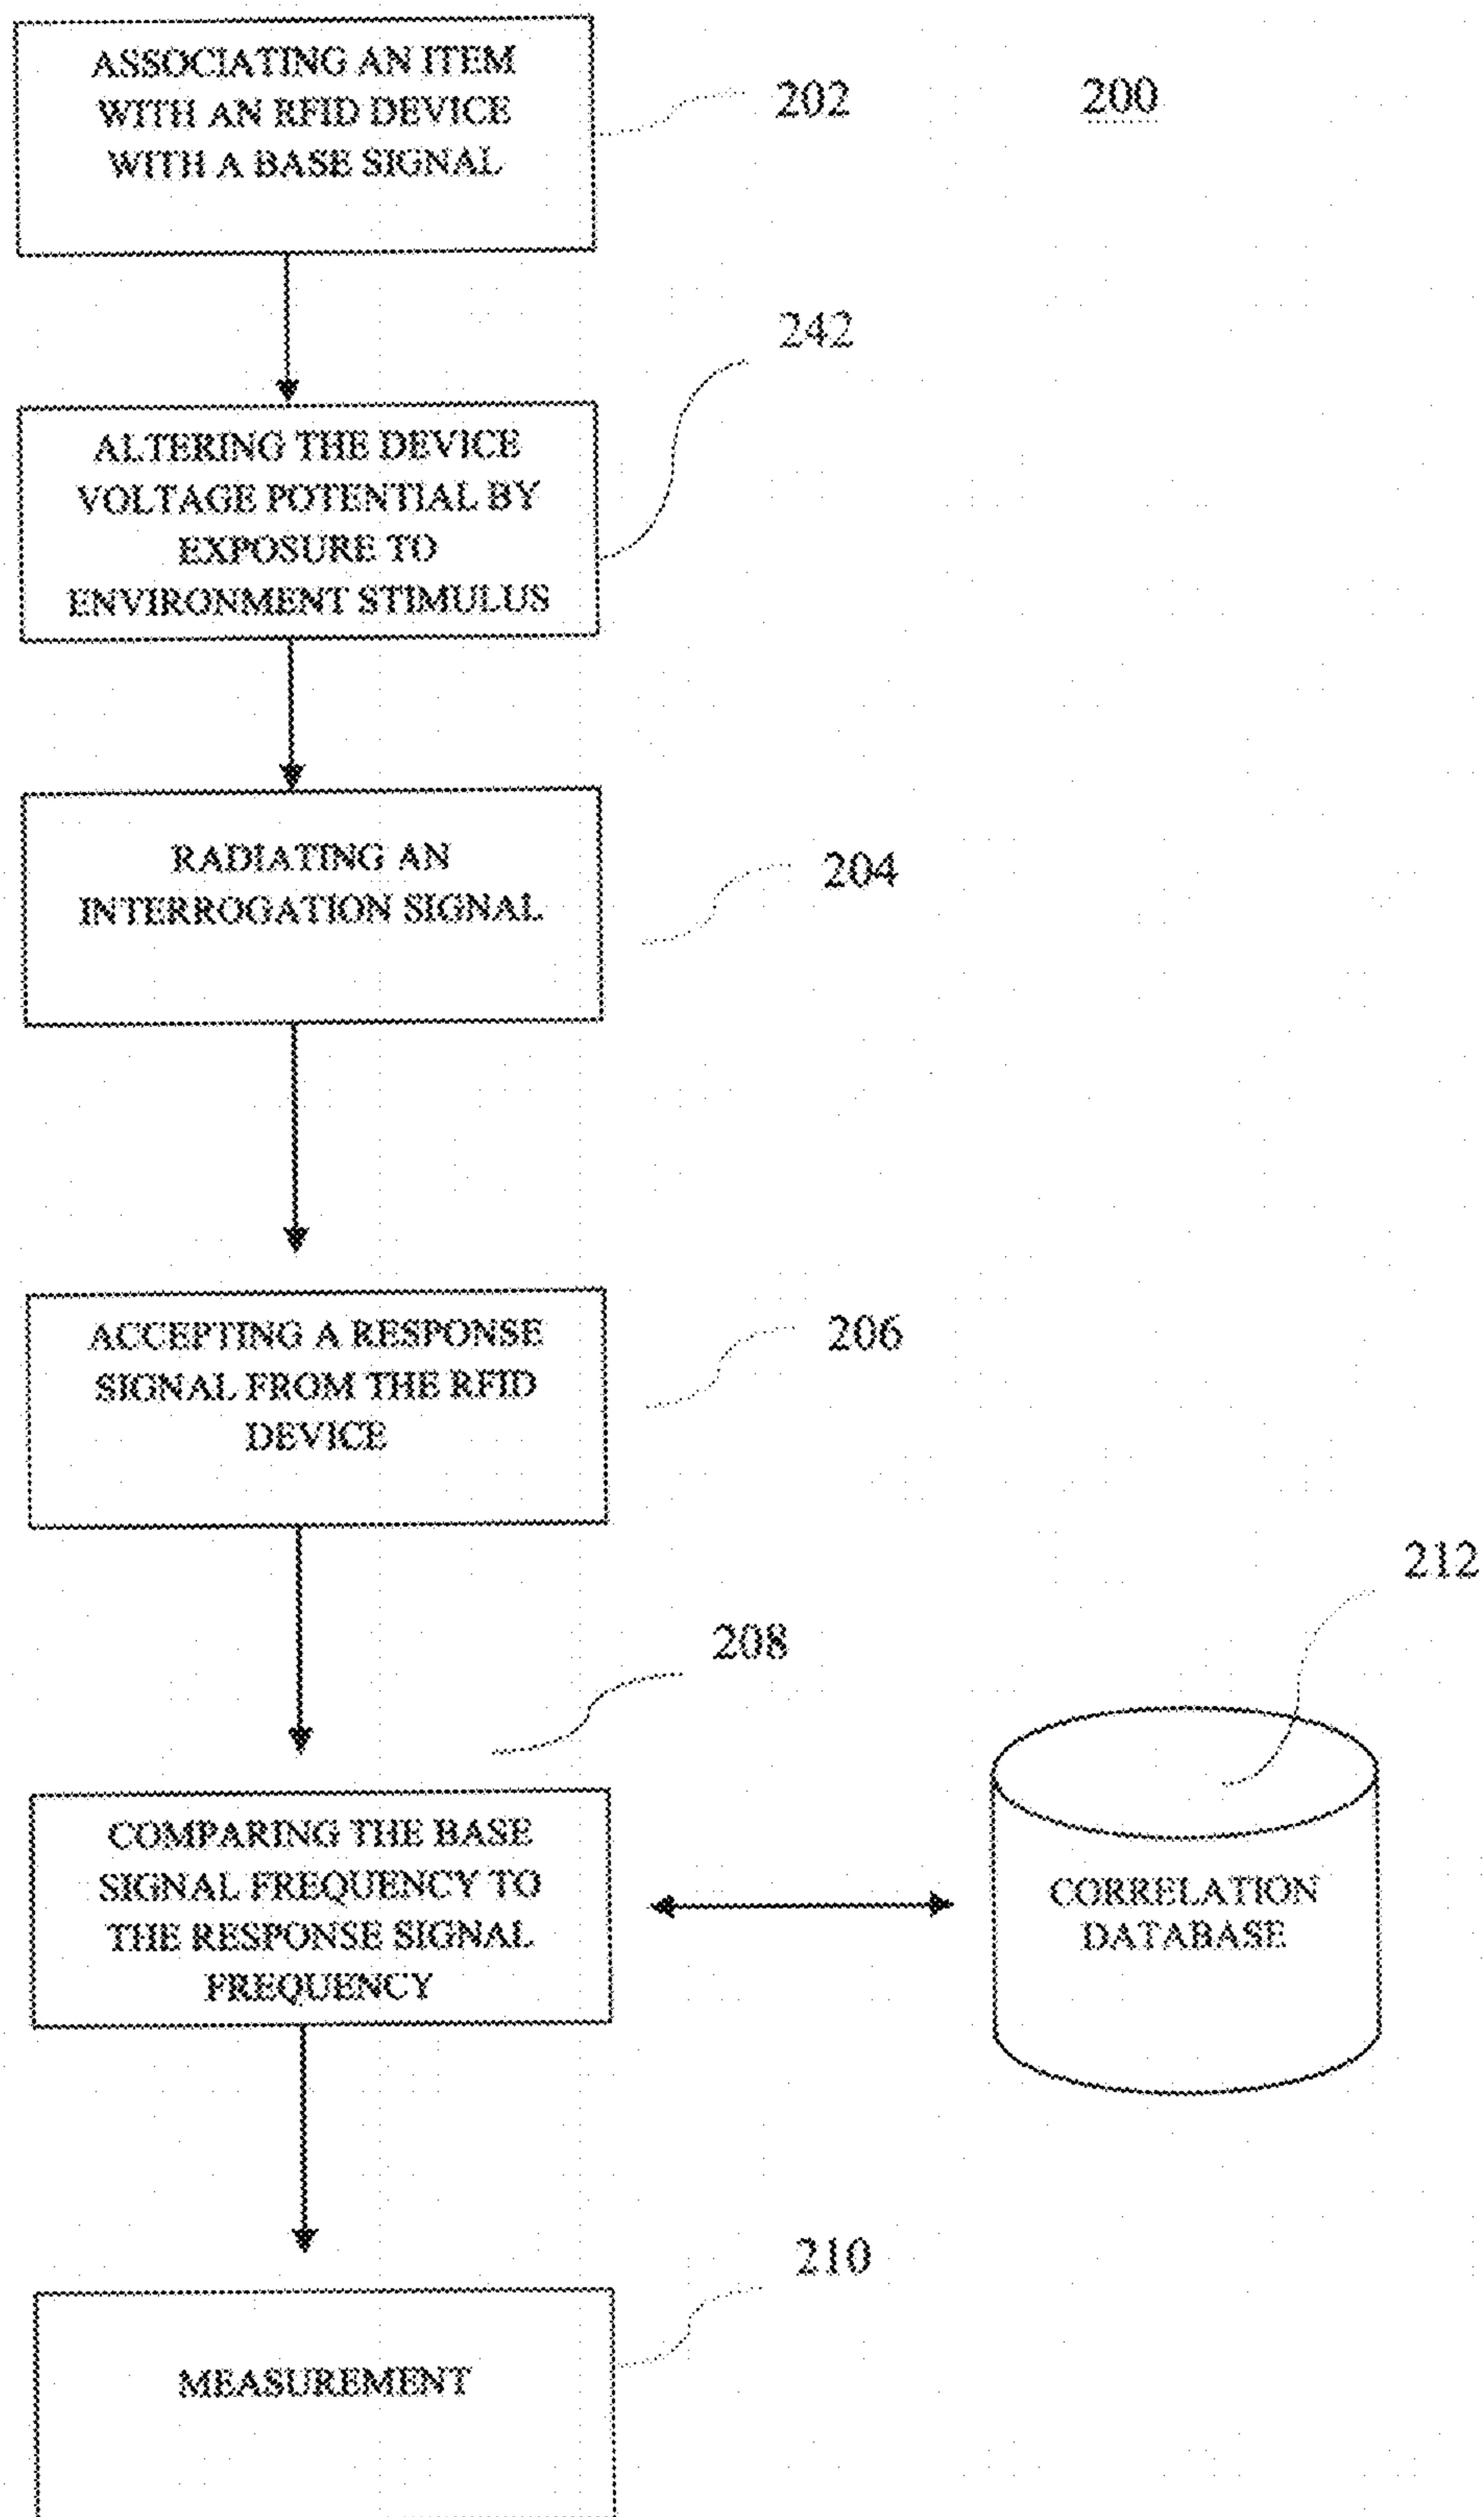 ASSOCIATING AN ITEM
WITH AN RFID DEVICE
WITH A BASE SIGNAL
202
200
242
ALTERING THE DEVICE
VOLTAGE POTENTIAL BY
EXPOSURE TO
ENVIRONMENT STIMULUS
RADIATING AN
INTERROGATION SIGNAL
204
ACCEPTING A RESPONSE
SIGNAL FROM THE RFID
DEVICE
206
212
208
COMPARING THE BASE
SIGNAL FREQUENCY TO
THE RESPONSE SIGNAL
FREQUENCY
CORRELATION
DATABASE
210
MEASUREMENT